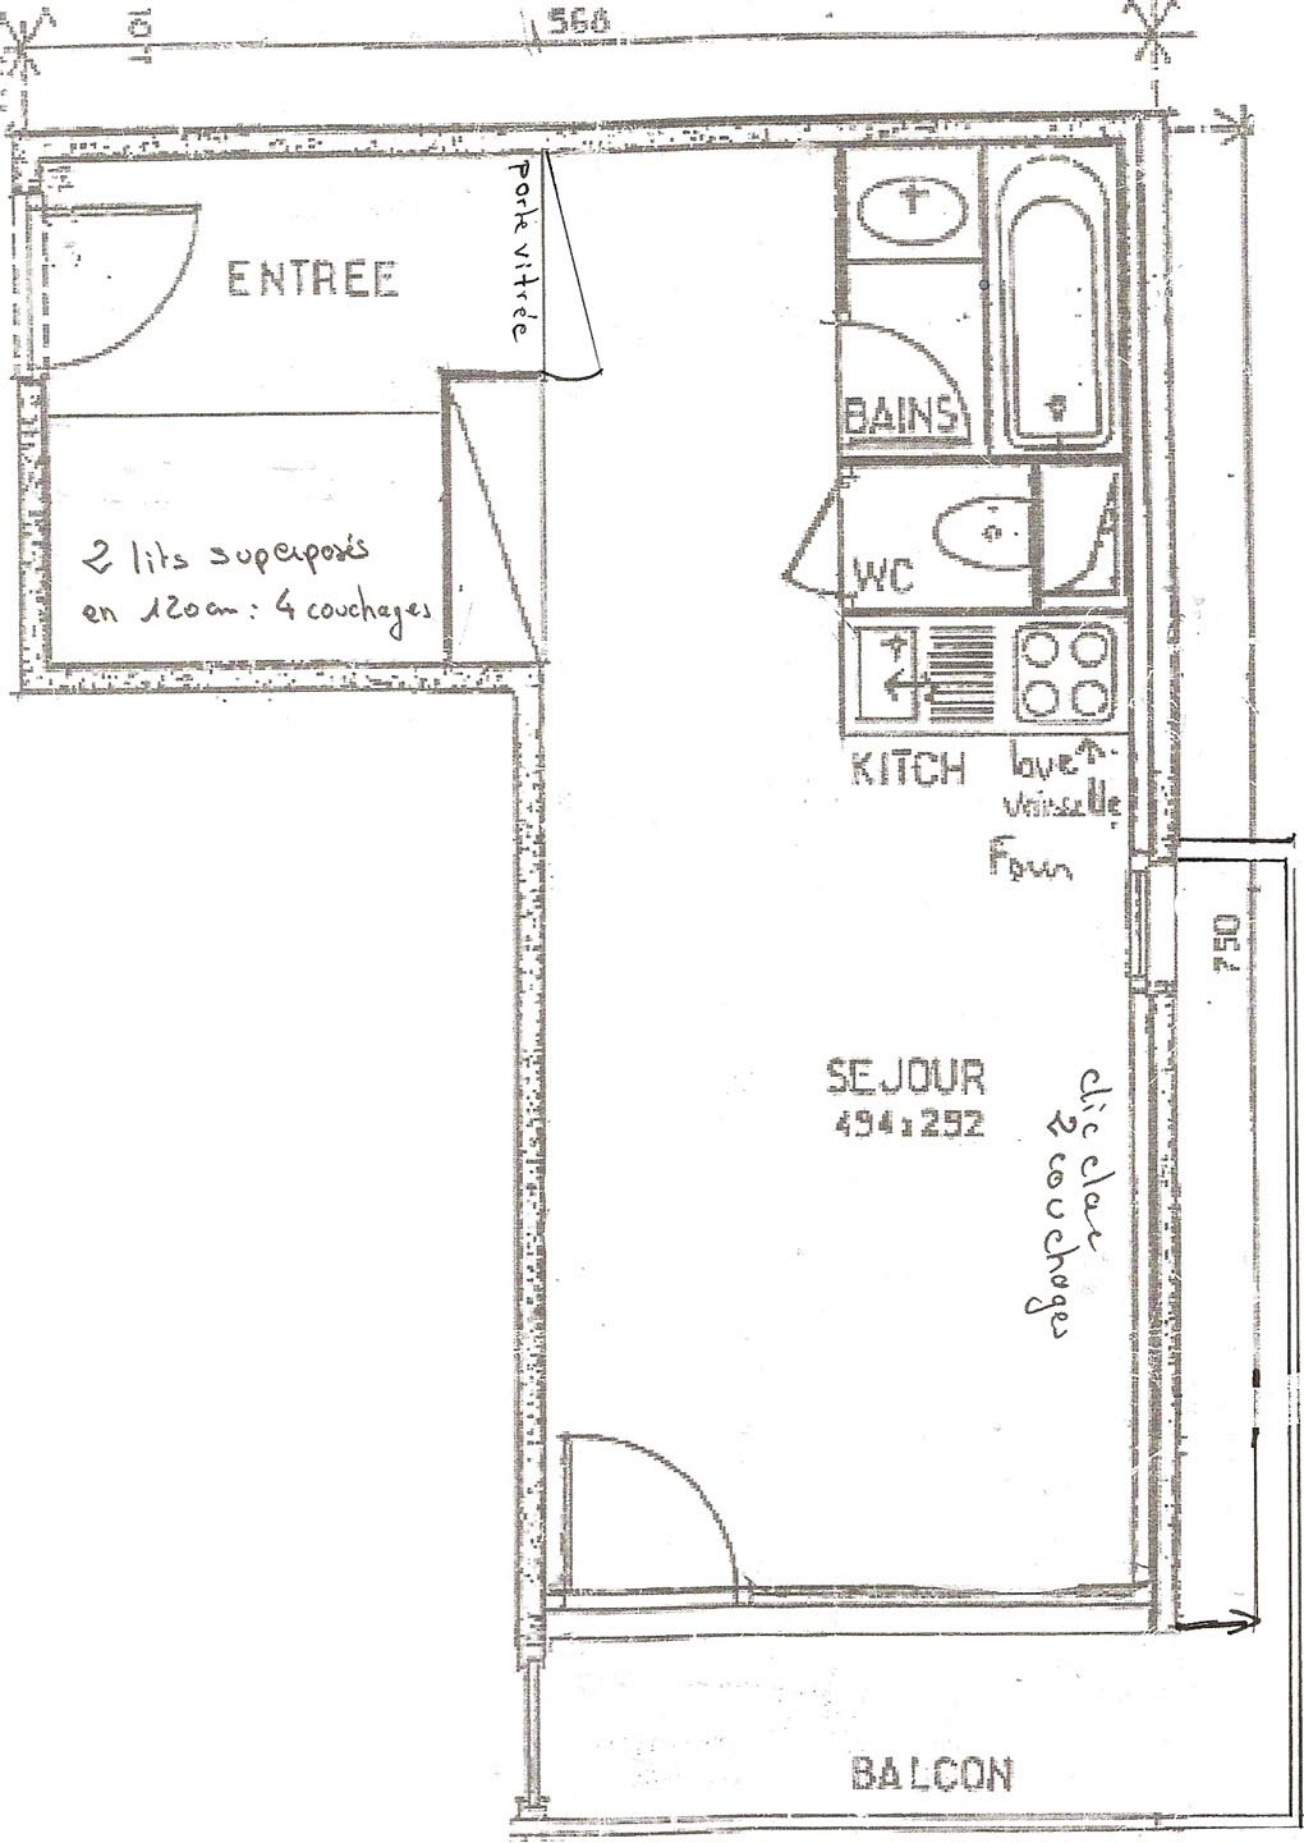 101
560
ENTREE
porte vitrée
BAINS
2 lits superposés
en 120cm : 4 couchages
WC
KITCH
lave
vaisselle
Four
750
SEJOUR
494x292
clic clac
2 couchages
BALCON